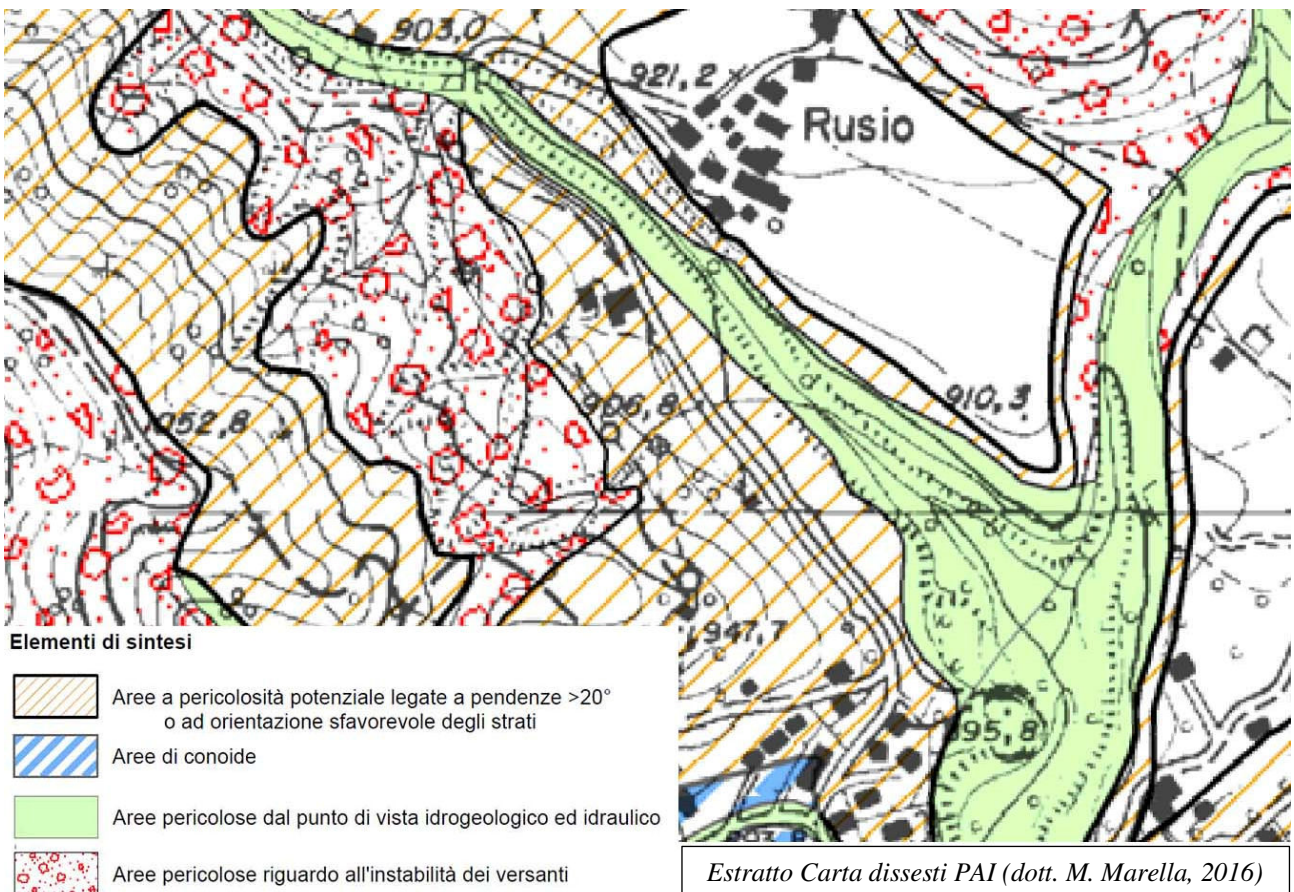 903,0
921,2
Rusio
910,3
906,8
952,8
947,7
895,8
Elementi di sintesi
Aree a pericolosità potenziale legate a pendenze >20°
o ad orientazione sfavorevole degli strati
Aree di conoide
Aree pericolose dal punto di vista idrogeologico ed idraulico
Aree pericolose riguardo all'instabilità dei versanti
Estratto Carta dissesti PAI (dott. M. Marella, 2016)